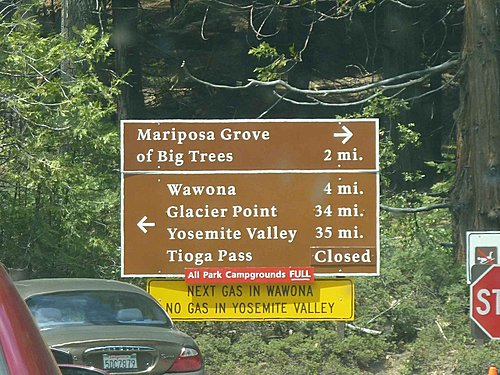 Mariposa Grove →
of Big Trees 2 mi.
Wawona 4 mi.
← Glacier Point 34 mi.
Yosemite Valley 35 mi.
Tioga Pass Closed
All Park Campgrounds FULL
NEXT GAS IN WAWONA
NO GAS IN YOSEMITE VALLEY